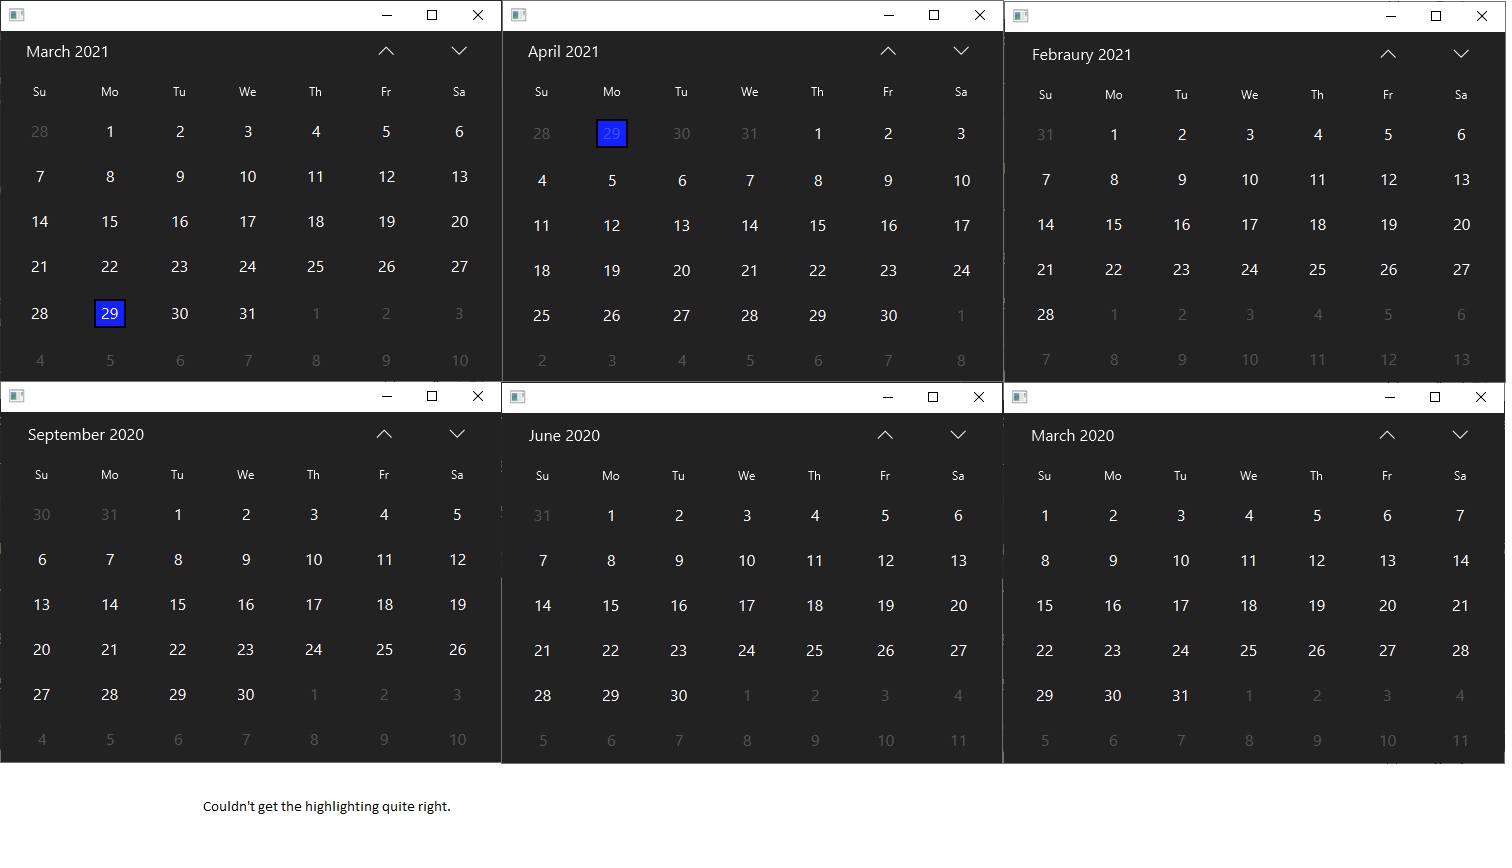 March 2021
Su Mo Tu We Th Fr Sa
28 1 2 3 4 5 6
7 8 9 10 11 12 13
14 15 16 17 18 19 20
21 22 23 24 25 26 27
28 29 30 31 1 2 3
4 5 6 7 8 9 10
April 2021
Su Mo Tu We Th Fr Sa
28 29 30 31 1 2 3
4 5 6 7 8 9 10
11 12 13 14 15 16 17
18 19 20 21 22 23 24
25 26 27 28 29 30 1
2 3 4 5 6 7 8
Febraury 2021
Su Mo Tu We Th Fr Sa
31 1 2 3 4 5 6
7 8 9 10 11 12 13
14 15 16 17 18 19 20
21 22 23 24 25 26 27
28 1 2 3 4 5 6
7 8 9 10 11 12 13
September 2020
Su Mo Tu We Th Fr Sa
30 31 1 2 3 4 5
6 7 8 9 10 11 12
13 14 15 16 17 18 19
20 21 22 23 24 25 26
27 28 29 30 1 2 3
4 5 6 7 8 9 10
June 2020
Su Mo Tu We Th Fr Sa
31 1 2 3 4 5 6
7 8 9 10 11 12 13
14 15 16 17 18 19 20
21 22 23 24 25 26 27
28 29 30 1 2 3 4
5 6 7 8 9 10 11
March 2020
Su Mo Tu We Th Fr Sa
1 2 3 4 5 6 7
8 9 10 11 12 13 14
15 16 17 18 19 20 21
22 23 24 25 26 27 28
29 30 31 1 2 3 4
5 6 7 8 9 10 11
Couldn't get the highlighting quite right.